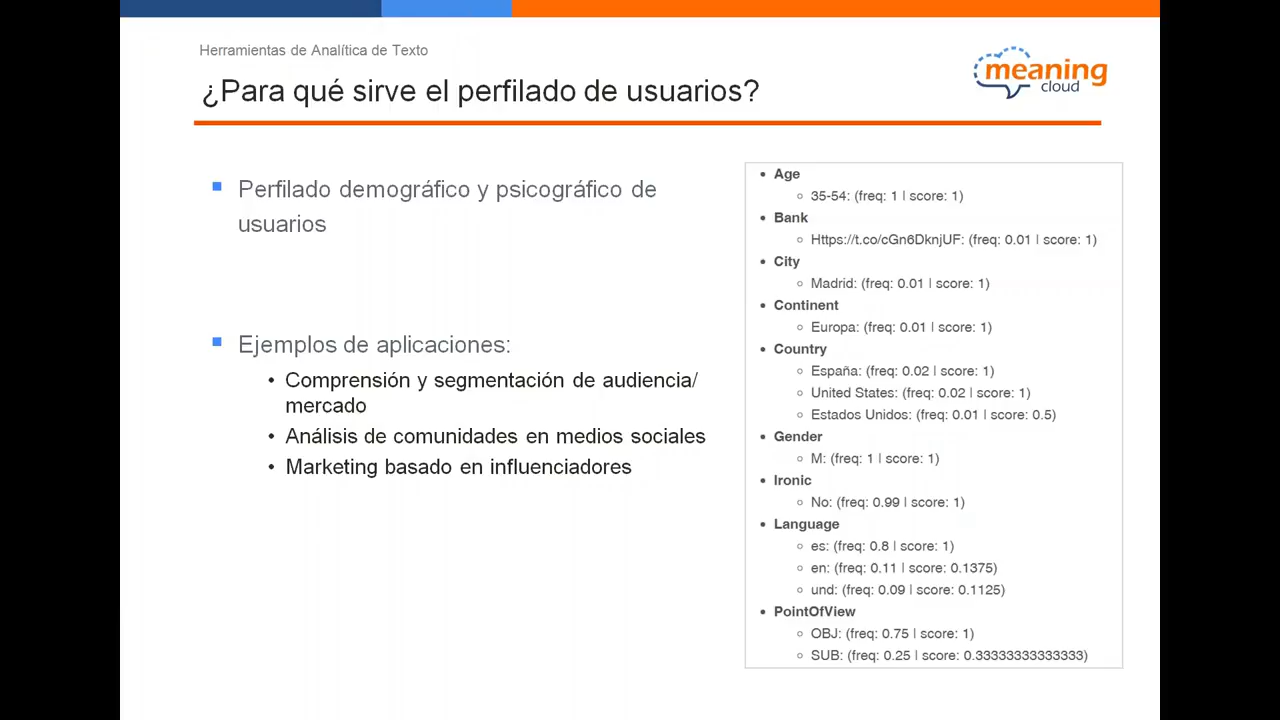 Herramientas de Analítica de Texto
¿Para qué sirve el perfilado de usuarios?
meaning
cloud
Perfilado demográfico y psicográfico de
usuarios
Ejemplos de aplicaciones:
• Comprensión y segmentación de audiencia/
mercado
• Análisis de comunidades en medios sociales
• Marketing basado en influenciadores
• Age
35-54: (freq: 1 | score: 1)
• Bank
Https://t.co/cGn6DknjUF: (freq: 0.01 | score: 1)
• City
Madrid: (freq: 0.01 | score: 1)
• Continent
Europa: (freq: 0.01 | score: 1)
• Country
España: (freq: 0.02 | score: 1)
United States: (freq: 0.02 | score: 1)
Estados Unidos: (freq: 0.01 | score: 0.5)
• Gender
M: (freq: 1 | score: 1)
• Ironic
No: (freq: 0.99 | score: 1)
• Language
es: (freq: 0.8 | score: 1)
en: (freq: 0.11 | score: 0.1375)
und: (freq: 0.09 | score: 0.1125)
• PointOfView
OBJ: (freq: 0.75 | score: 1)
SUB: (freq: 0.25 | score: 0.33333333333333)